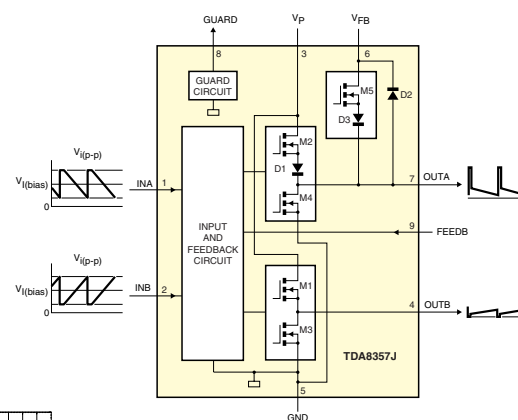 GUARD
VP
VFB
8
3
6
GUARD
CIRCUIT
M5
D2
D3
M2
D1
M4
Vi(p-p)
VI(bias)
0
INA
1
7
OUTA
INPUT
AND
FEEDBACK
CIRCUIT
9
FEEDB
Vi(p-p)
VI(bias)
0
INB
2
M1
4
OUTB
M3
TDA8357J
5
GND